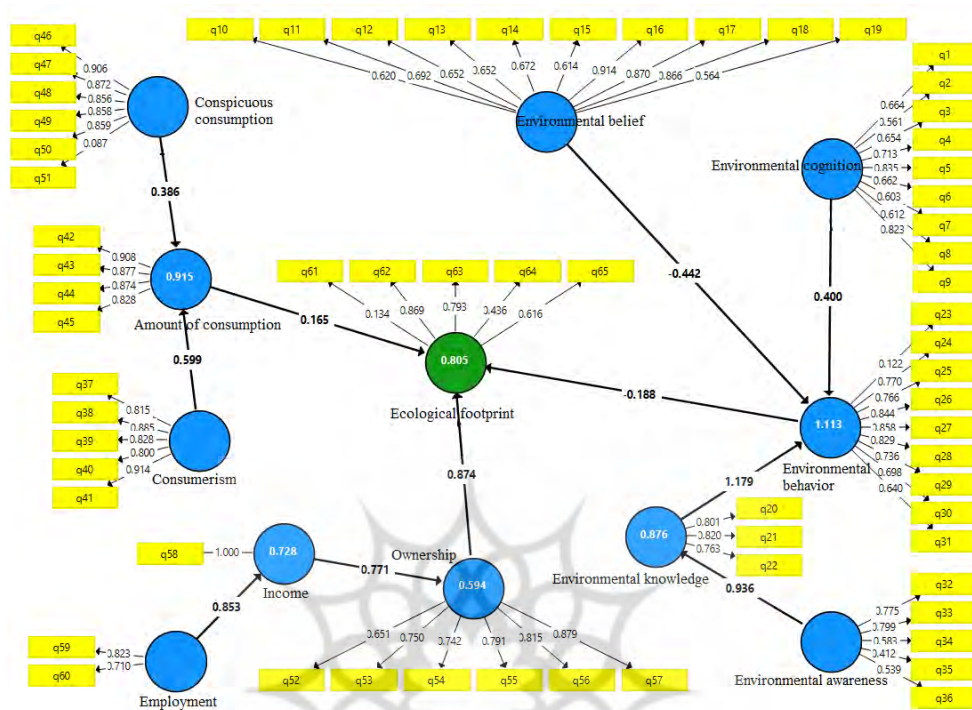 q10 q11 q12 q13 q14 q15 q16 q17 q18 q19
0.620 0.692 0.652 0.652 0.672 0.614 0.914 0.870 0.866 0.564
Environmental belief
q46
q47
q48
q49
q50
q51
0.906
0.872
0.856
0.858
0.859
0.087
Conspicuous
consumption
0.386
q1
q2
q3
q4
q5
q6
q7
q8
q9
0.664
0.561
0.654
0.713
0.835
0.662
0.603
0.612
0.823
Environmental cognition
-0.442
0.400
q42
q43
q44
q45
0.908
0.877
0.874
0.828
0.915
Amount of consumption
0.165
0.599
q61 q62 q63 q64 q65
0.134 0.869 0.793 0.436 0.616
0.805
Ecological footprint
-0.188
0.874
q37
q38
q39
q40
q41
0.815
0.885
0.828
0.800
0.914
Consumerism
q23
q24
q25
q26
q27
q28
q29
q30
q31
0.122
0.770
0.766
0.844
0.858
0.829
0.736
0.698
0.640
1.113
Environmental
behavior
1.179
q20
q21
q22
0.801
0.820
0.763
0.876
Environmental knowledge
0.936
q58
1.000
0.728
Income
0.771
0.853
Ownership
0.594
0.651 0.750 0.742 0.791 0.815 0.879
q52 q53 q54 q55 q56 q57
q59
q60
0.823
0.710
Employment
q32
q33
q34
q35
q36
0.775
0.799
0.583
0.412
0.539
Environmental awareness